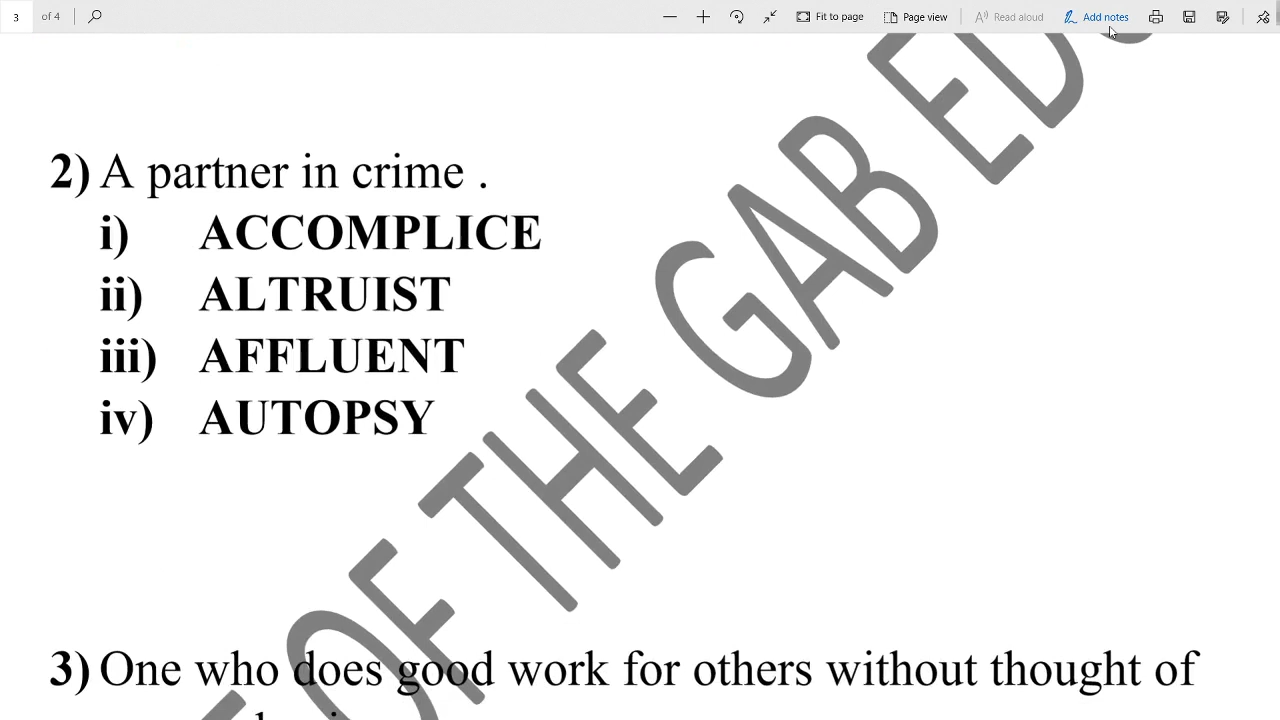 3 of 4 Fit to page Page view Read aloud Add notes
2) A partner in crime .
i) ACCOMPLICE
ii) ALTRUIST
iii) AFFLUENT
iv) AUTOPSY
OF THE GAB
3) One who does good work for others without thought of